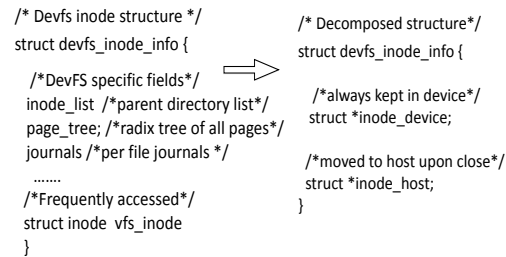 /* Devfs inode structure */
struct devfs_inode_info {
/*DevFS specific fields*/
inode_list /*parent directory list*/
page_tree; /*radix tree of all pages*/
journals /*per file journals */
.......
/*Frequently accessed*/
struct inode vfs_inode
}
/* Decomposed structure*/
struct devfs_inode_info {
/*always kept in device*/
struct *inode_device;
/*moved to host upon close*/
struct *inode_host;
}